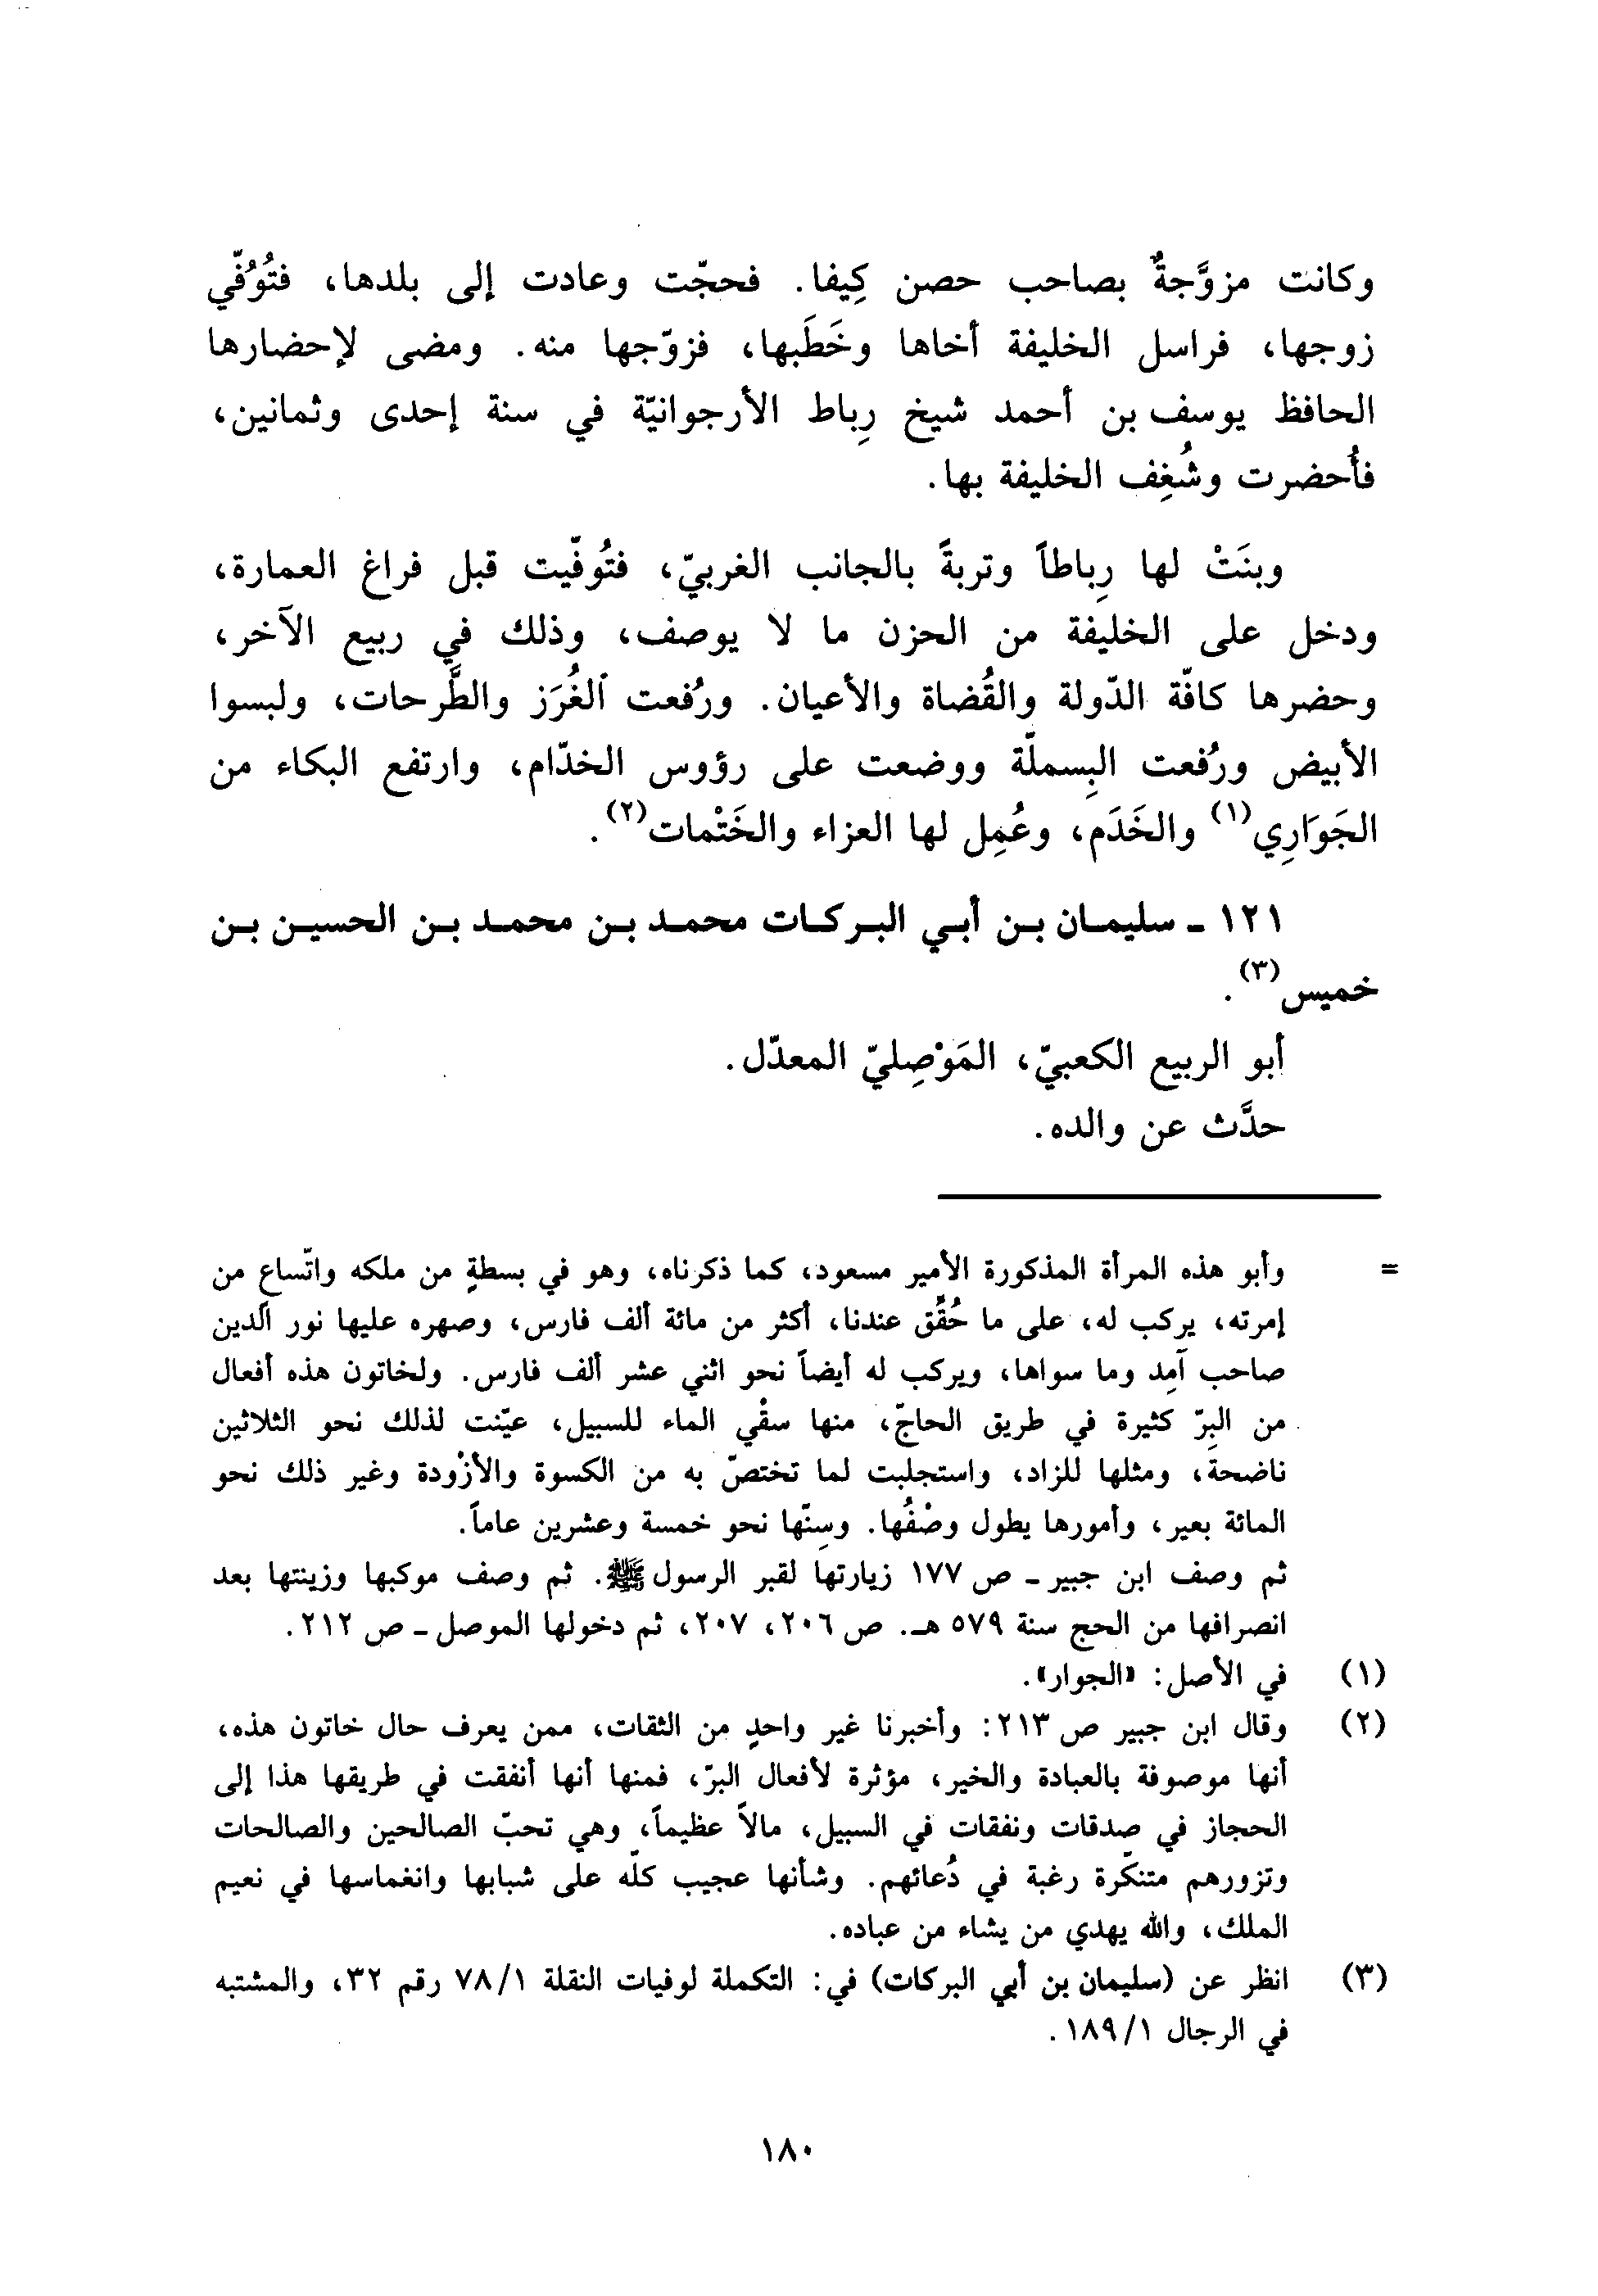 وكانت مزوَّجةٌ بصاحب حصن كِيفا. فحجّت وعادت إلى بلدها، فتُوُفّي
زوجها، فراسل الخليفة أخاها وخَطَبها، فزوّجها منه. ومضى لإحضارها
الحافظ يوسف بن أحمد شيخ رِباط الأرجوانيّة في سنة إحدى وثمانين،
فأُحضرت وشُغِف الخليفة بها.
وبنَتْ لها رِباطاً وتربةً بالجانب الغربيّ، فتُوفّيت قبل فراغ العمارة،
ودخل على الخليفة من الحزن ما لا يوصف، وذلك في ربيع الآخر،
وحضرها كافّة الدّولة والقُضاة والأعيان. ورُفعت الغُرَز والطَّرحات، ولبسوا
الأبيض ورُفعت البِسملّة ووضعت على رؤوس الخدّام، وارتفع البكاء من
الجَوَارِي(١) والخَدَم، وعُمِل لها العزاء والخَتْمات(٢).
١٢١ ـ سليمـان بـن أبـي البـركـات محمـد بـن محمـد بـن الحسيـن بـن
خميس(٣).
أبو الربيع الكعبيّ، المَوْصِليّ المعدّل.
حدَّث عن والده.
= وأبو هذه المرأة المذكورة الأمير مسعود، كما ذكرناه، وهو في بسطةٍ من ملكه واتّساعٍ من
إمرته، يركب له، على ما حُقِّق عندنا، أكثر من مائة ألف فارس، وصهره عليها نور الدين
صاحب آمِد وما سواها، ويركب له أيضاً نحو اثني عشر ألف فارس. ولخاتون هذه أفعال
من البِرّ كثيرة في طريق الحاجّ، منها سقْي الماء للسبيل، عيّنت لذلك نحو الثلاثين
ناضحة، ومثلها للزاد، واستجلبت لما تختصّ به من الكسوة والأزْودة وغير ذلك نحو
المائة بعير، وأمورها يطول وصْفُها. وسِنّها نحو خمسة وعشرين عاماً.
ثم وصف ابن جبير ـ ص ١٧٧ زيارتها لقبر الرسول ﷺ. ثم وصف موكبها وزينتها بعد
انصرافها من الحج سنة ٥٧٩ هـ. ص ٢٠٦، ٢٠٧، ثم دخولها الموصل ـ ص ٢١٢.
(١) في الأصل: «الجوار».
(٢) وقال ابن جبير ص ٢١٣: وأخبرنا غير واحدٍ من الثقات، ممن يعرف حال خاتون هذه،
أنها موصوفة بالعبادة والخير، مؤثرة لأفعال البرّ، فمنها أنها أنفقت في طريقها هذا إلى
الحجاز في صدقات ونفقات في السبيل، مالاً عظيماً، وهي تحبّ الصالحين والصالحات
وتزورهم متنكّرة رغبة في دُعائهم. وشأنها عجيب كلّه على شبابها وانغماسها في نعيم
الملك، والله يهدي من يشاء من عباده.
(٣) انظر عن (سليمان بن أبي البركات) في: التكملة لوفيات النقلة ٧٨/١ رقم ٣٢، والمشتبه
في الرجال ١٨٩/١.
١٨٠